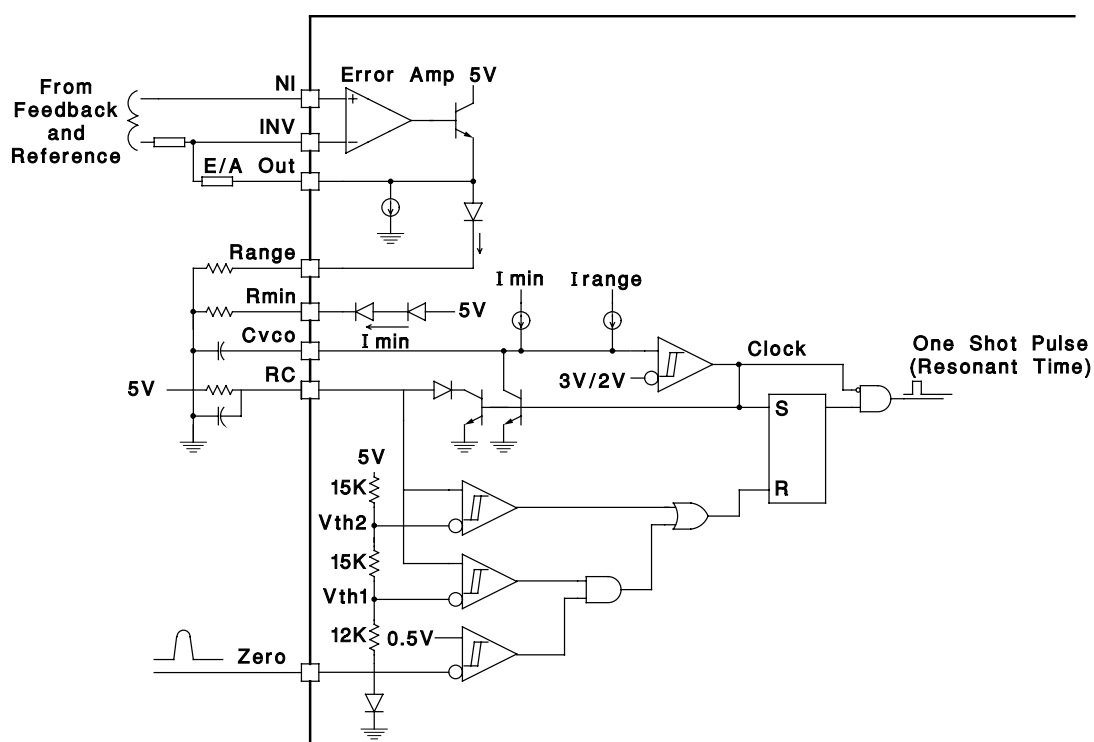 From
Feedback
and
Reference
NI
INV
E/A Out
Error Amp 5V
+
−
Range
Rmin
5V
I min
Cvco
I min
I range
3V/2V
Clock
One Shot Pulse
(Resonant Time)
5V
RC
S
R
5V
15K
Vth2
15K
Vth1
12K
0.5V
Zero